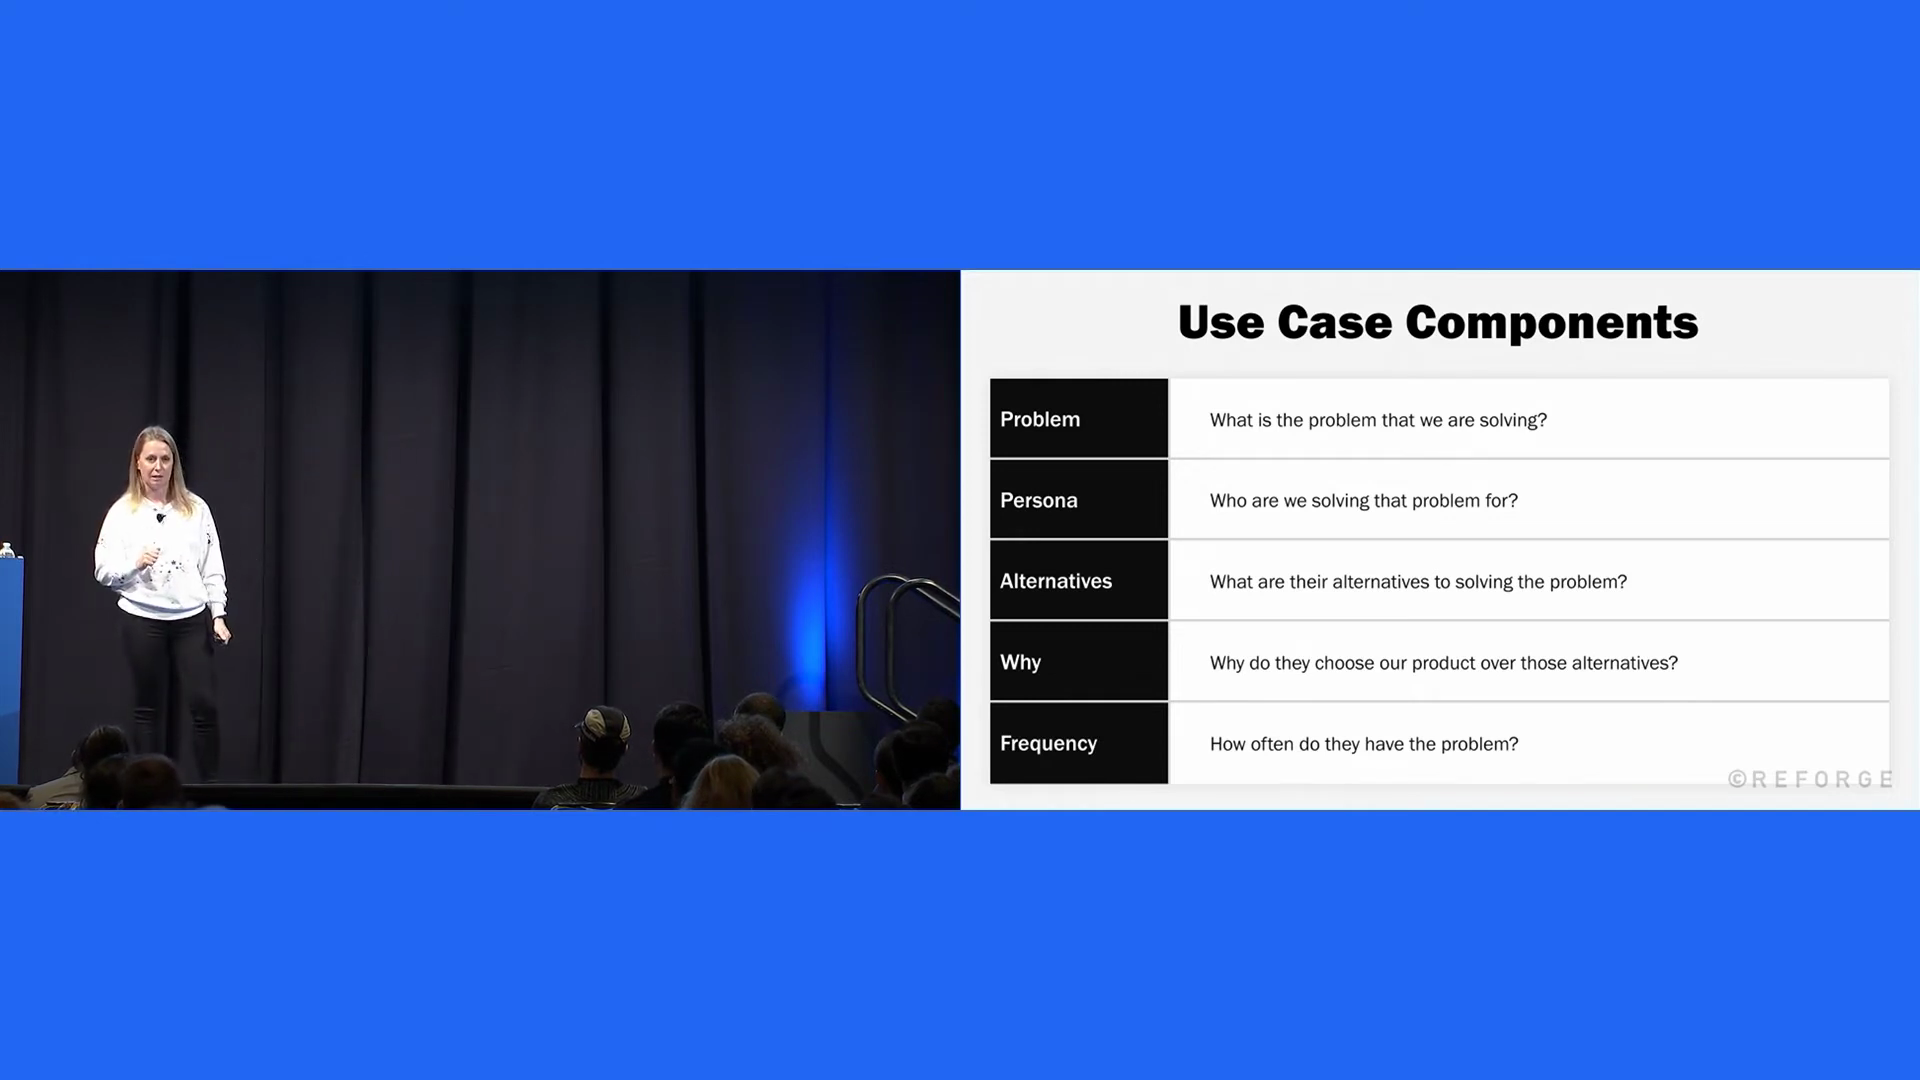 Use Case Components
Problem
What is the problem that we are solving?
Persona
Who are we solving that problem for?
Alternatives
What are their alternatives to solving the problem?
Why
Why do they choose our product over those alternatives?
Frequency
How often do they have the problem?
©REFORGE